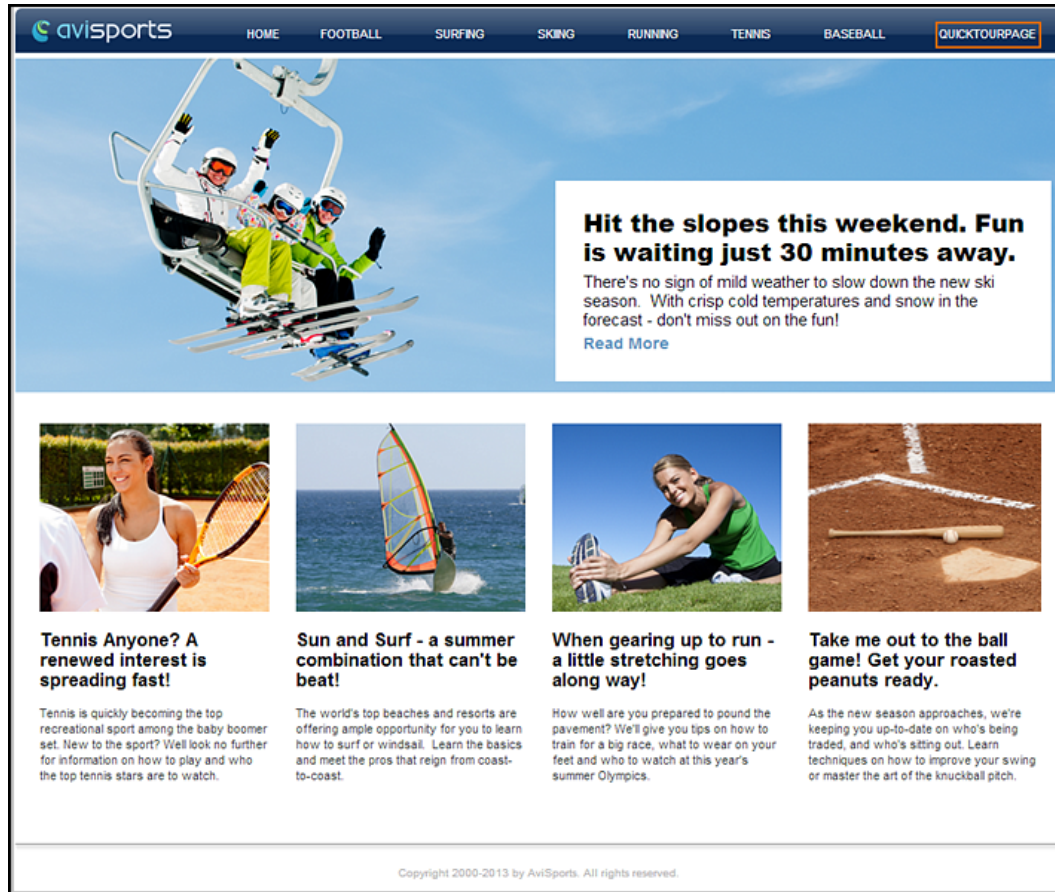 avisports
HOME FOOTBALL SURFING SKIING RUNNING TENNIS BASEBALL QUICKTOURPAGE
Hit the slopes this weekend. Fun
is waiting just 30 minutes away.
There's no sign of mild weather to slow down the new ski
season.  With crisp cold temperatures and snow in the
forecast - don't miss out on the fun!
Read More
Tennis Anyone? A
renewed interest is
spreading fast!
Tennis is quickly becoming the top
recreational sport among the baby boomer
set. New to the sport? Well look no further
for information on how to play and who
the top tennis stars are to watch.
Sun and Surf - a summer
combination that can't be
beat!
The world's top beaches and resorts are
offering ample opportunity for you to learn
how to surf or windsail.  Learn the basics
and meet the pros that reign from coast-
to-coast.
When gearing up to run -
a little stretching goes
along way!
How well are you prepared to pound the
pavement? We'll give you tips on how to
train for a big race, what to wear on your
feet and who to watch at this year's
summer Olympics.
Take me out to the ball
game! Get your roasted
peanuts ready.
As the new season approaches, we're
keeping you up-to-date on who's being
traded, and who's sitting out. Learn
techniques on how to improve your swing
or master the art of the knuckball pitch.
Copyright 2000-2013 by AviSports. All rights reserved.